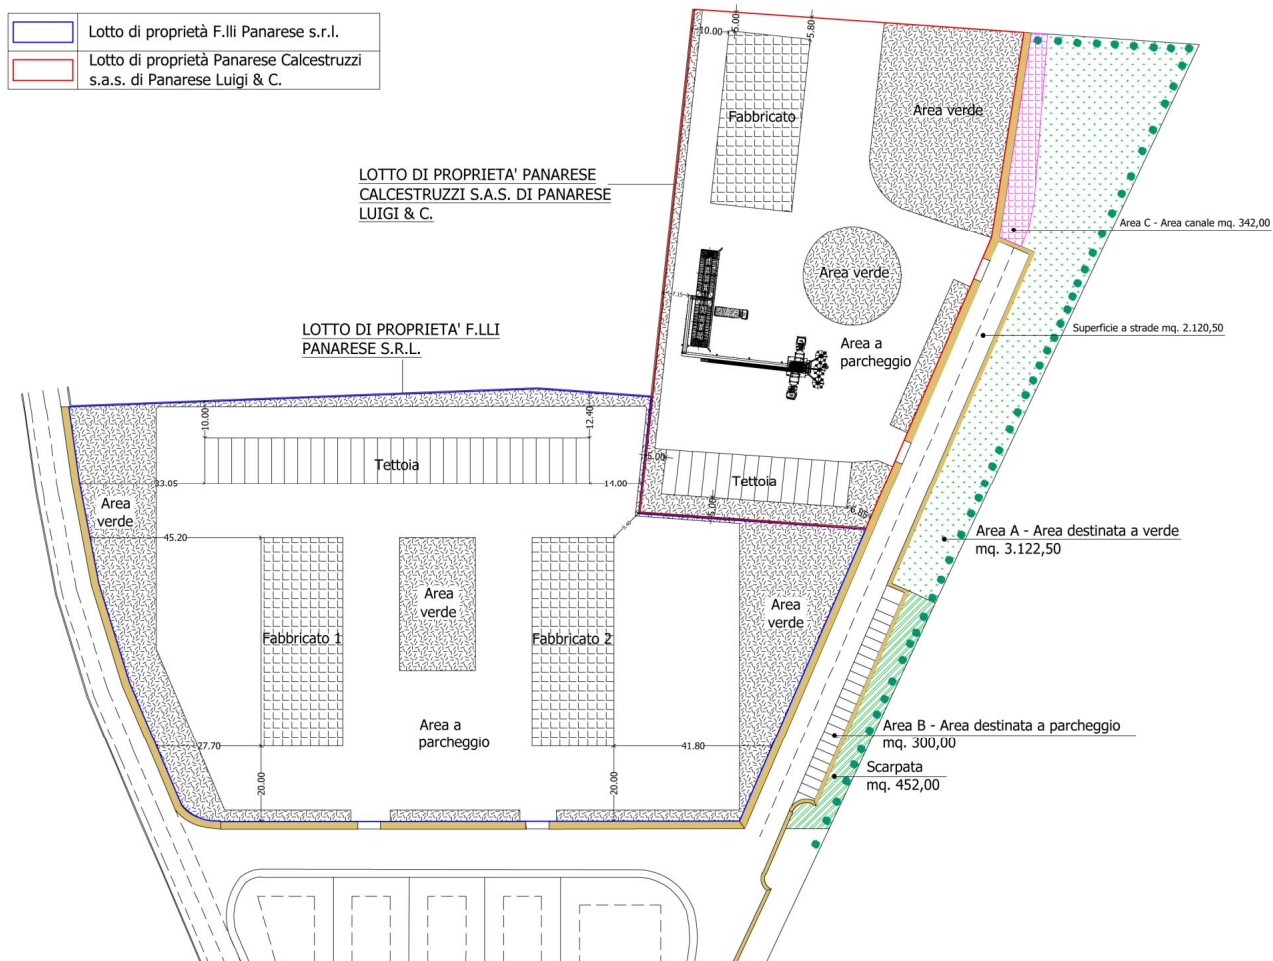 Lotto di proprietà F.lli Panarese s.r.l.
Lotto di proprietà Panarese Calcestruzzi
s.a.s. di Panarese Luigi & C.
10.00
5.00
5.80
Fabbricato
Area verde
LOTTO DI PROPRIETA' PANARESE
CALCESTRUZZI S.A.S. DI PANARESE
LUIGI & C.
Area C - Area canale mq. 342,00
Area verde
7.15
Superficie a strade mq. 2.120,50
LOTTO DI PROPRIETA' F.LLI
PANARESE S.R.L.
Area a
parcheggio
10.00
12.40
Tettoia
5.00
33.05
14.00
Tettoia
5.00
6.85
Area
verde
45.20
Area A - Area destinata a verde
mq. 3.122,50
Area
verde
Area
verde
Fabbricato 1
Fabbricato 2
Area a
parcheggio
27.70
41.80
Area B - Area destinata a parcheggio
mq. 300,00
Scarpata
mq. 452,00
20.00
20.00